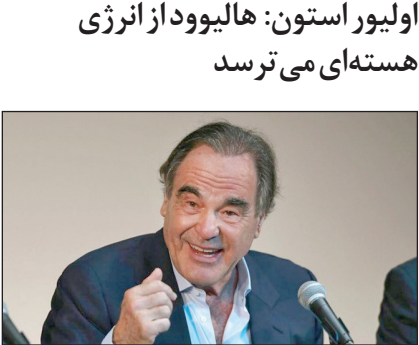 اولیور استون: هالیوود از انرژی
هسته‌ای می‌ترسد